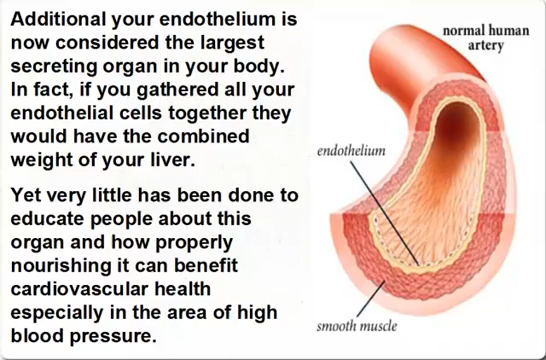 Additional your endothelium is
now considered the largest
secreting organ in your body.
In fact, if you gathered all your
endothelial cells together they
would have the combined
weight of your liver.
Yet very little has been done to
educate people about this
organ and how properly
nourishing it can benefit
cardiovascular health
especially in the area of high
blood pressure.
normal human
artery
endothelium
smooth muscle